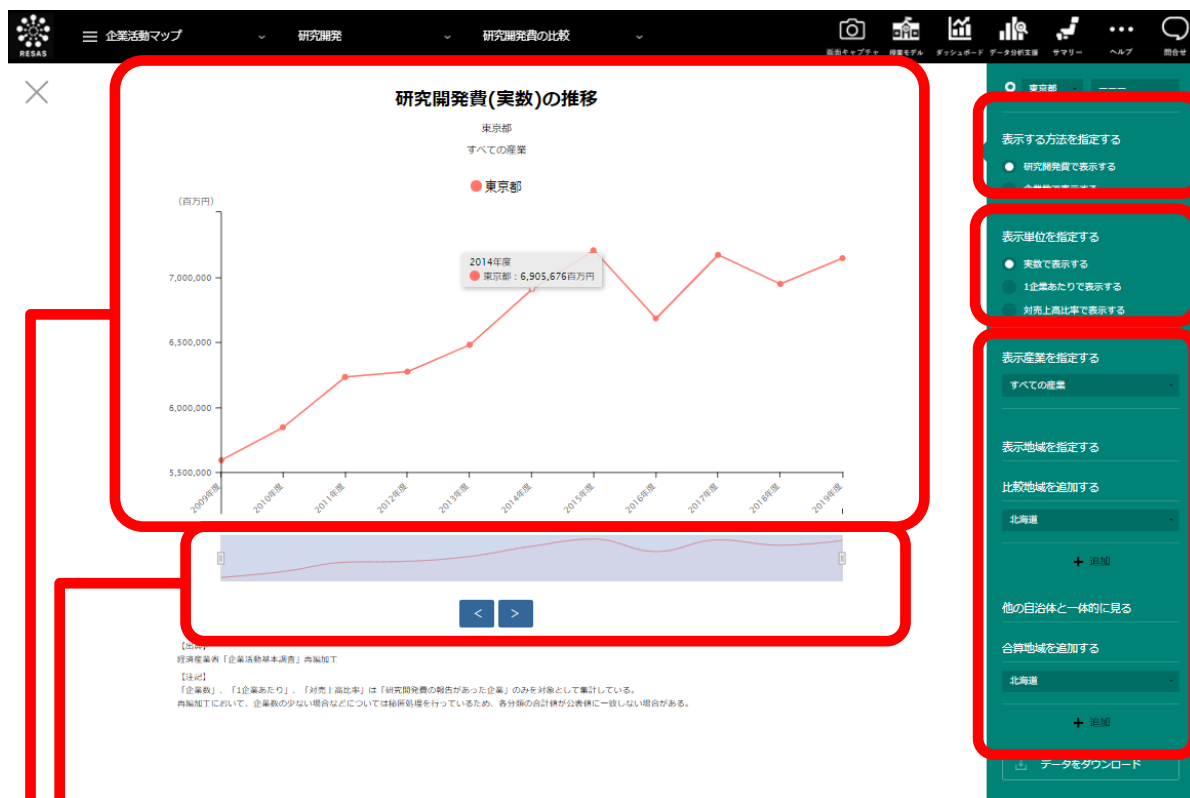 RESAS
企業活動マップ
研究開発
研究開発費の比較
画面キャプチャ
授業モデル
ダッシュボード
データ分析支援
サマリー
ヘルプ
問合せ
研究開発費(実数)の推移
東京都
すべての産業
東京都
(百万円)
2014年度
東京都：6,905,676百万円
7,000,000
6,500,000
6,000,000
5,500,000
2009年度
2010年度
2011年度
2012年度
2013年度
2014年度
2015年度
2016年度
2017年度
2018年度
2019年度
<
>
【出典】
経済産業省「企業活動基本調査」再編加工
【注記】
「企業数」、「1企業あたり」、「対売上高比率」は「研究開発費の報告があった企業」のみを対象として集計している。
再編加工において、企業数の少ない場合などについては秘匿処理を行っているため、各分類の合計値が公表値に一致しない場合がある。
東京都
ーーー
表示する方法を指定する
研究開発費で表示する
企業数で表示する
表示単位を指定する
実数で表示する
1企業あたりで表示する
対売上高比率で表示する
表示産業を指定する
すべての産業
表示地域を指定する
比較地域を追加する
北海道
+ 追加
他の自治体と一体的に見る
合算地域を追加する
北海道
+ 追加
データをダウンロード